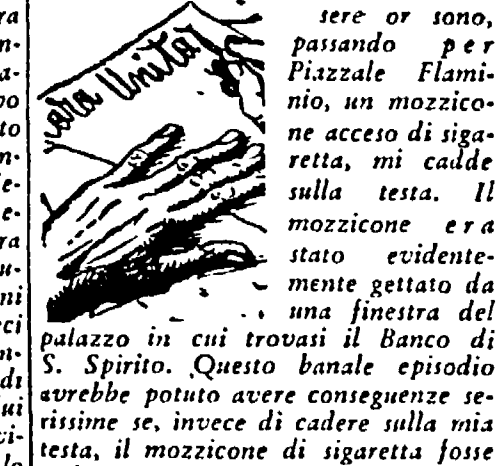 Cara Unità
sere or sono,
passando per
Piazzale Flami-
nio, un mozzico-
ne acceso di siga-
retta, mi cadde
sulla testa. Il
mozzicone era
stato evidente-
mente gettato da
una finestra del
palazzo in cui trovasi il Banco di
S. Spirito. Questo banale episodio
avrebbe potuto avere conseguenze se-
rissime se, invece di cadere sulla mia
testa, il mozzicone di sigaretta fosse